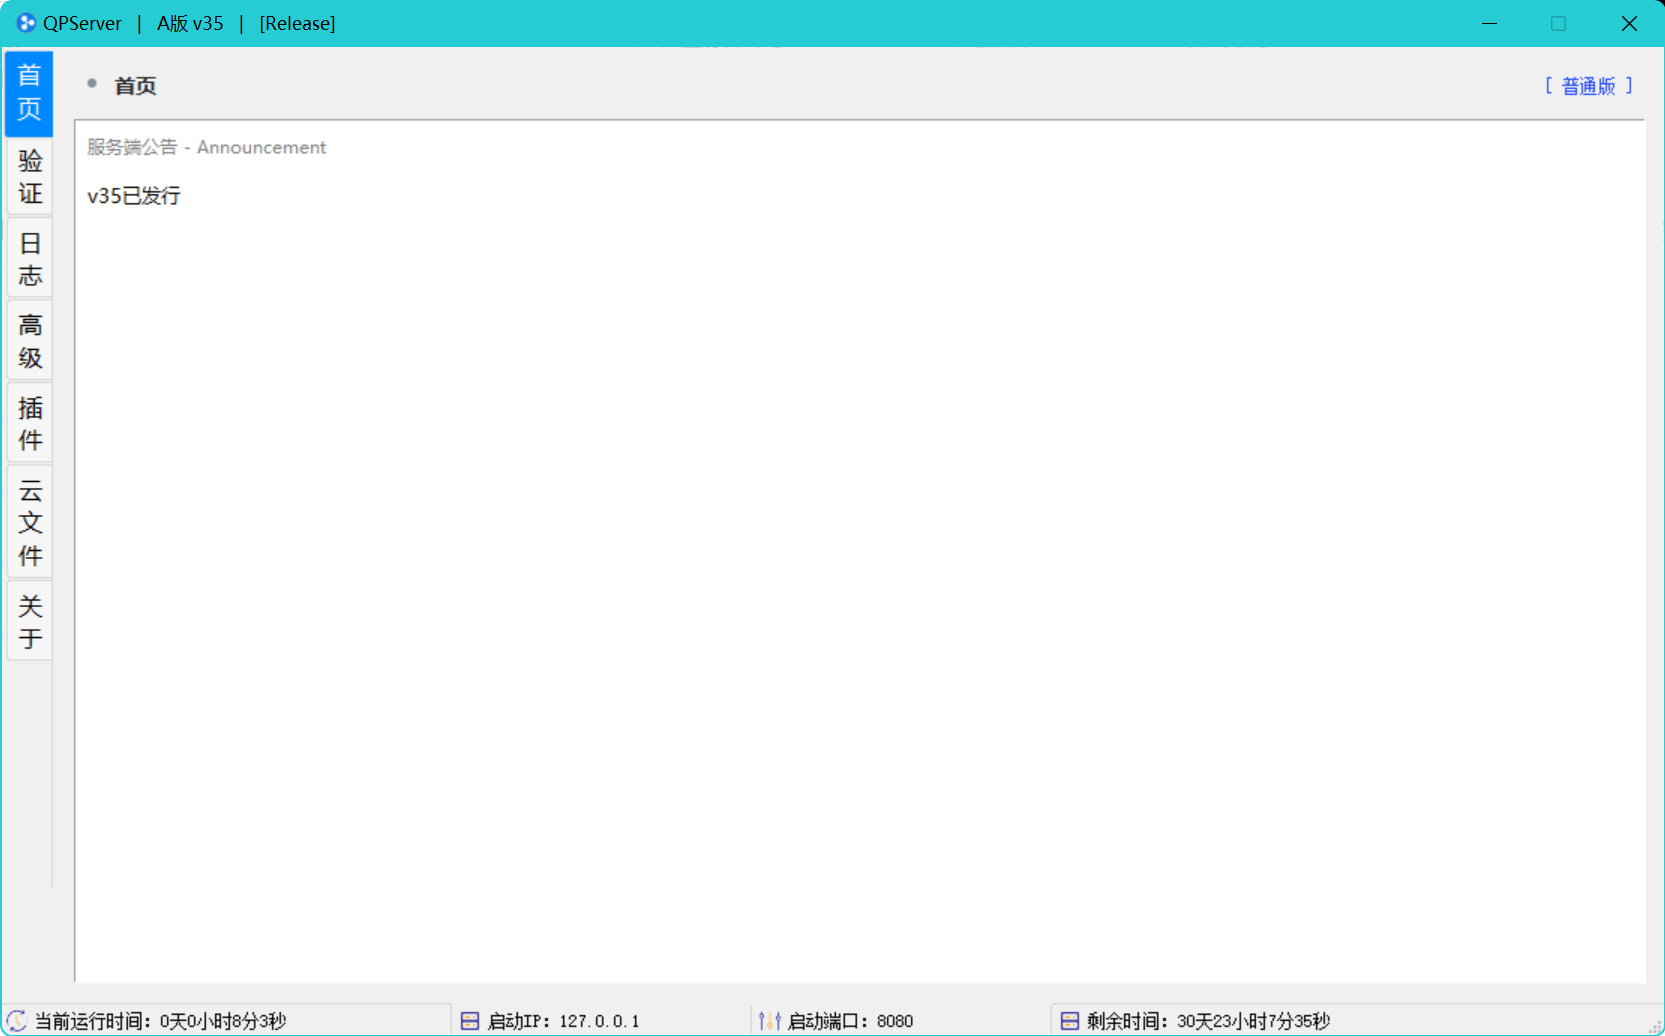 QPServer | A版 v35 | [Release]
首页
验证
日志
高级
插件
云文件
关于
首页
[ 普通版 ]
服务端公告 - Announcement
v35已发行
当前运行时间：0天0小时8分3秒
启动IP：127.0.0.1
启动端口：8080
剩余时间：30天23小时7分35秒